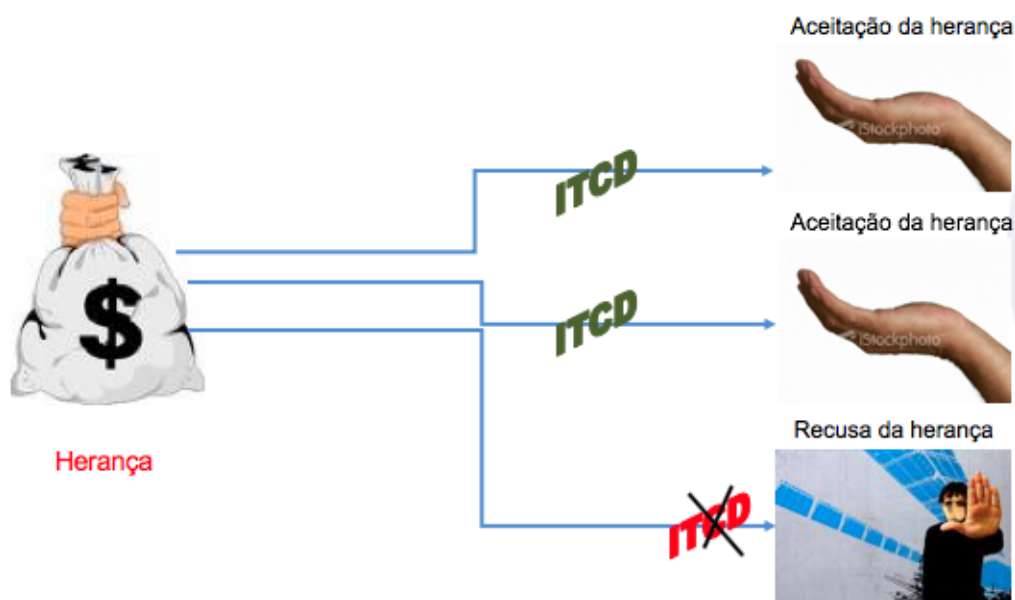 Aceitação da herança
iStockphoto
ITCD
Aceitação da herança
$
iStockphoto
ITCD
Recusa da herança
Herança
ITCD